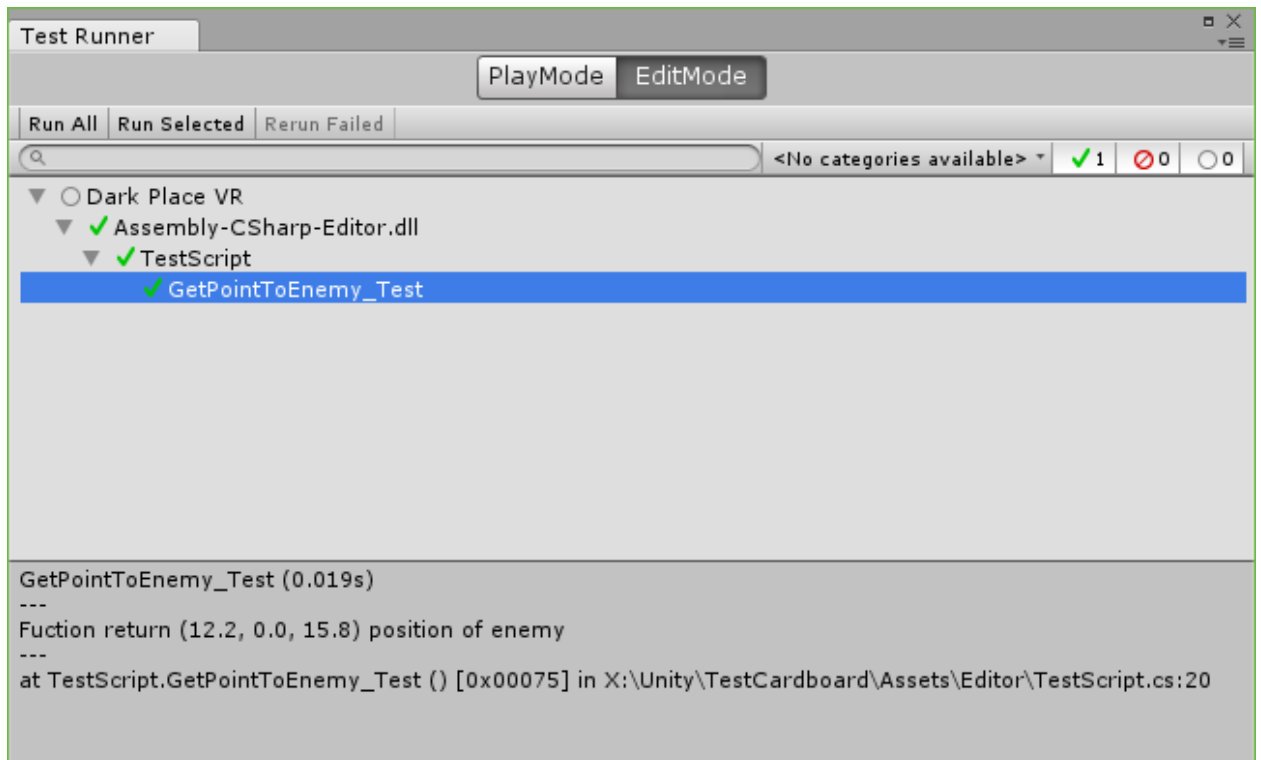 Test Runner
PlayMode EditMode
Run All Run Selected Rerun Failed
<No categories available> 1 0 0
Dark Place VR
Assembly-CSharp-Editor.dll
TestScript
GetPointToEnemy_Test
GetPointToEnemy_Test (0.019s)
---
Fuction return (12.2, 0.0, 15.8) position of enemy
---
at TestScript.GetPointToEnemy_Test () [0x00075] in X:\Unity\TestCardboard\Assets\Editor\TestScript.cs:20